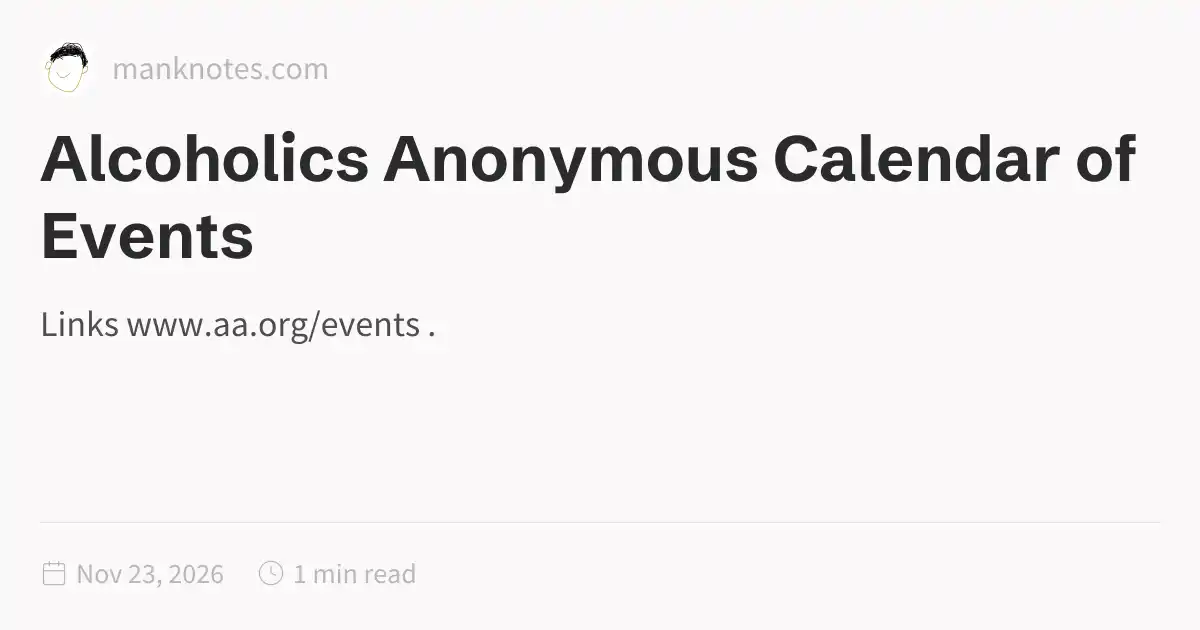 manknotes.com
Alcoholics Anonymous Calendar of
Events
Links www.aa.org/events .
Nov 23, 2026 1 min read